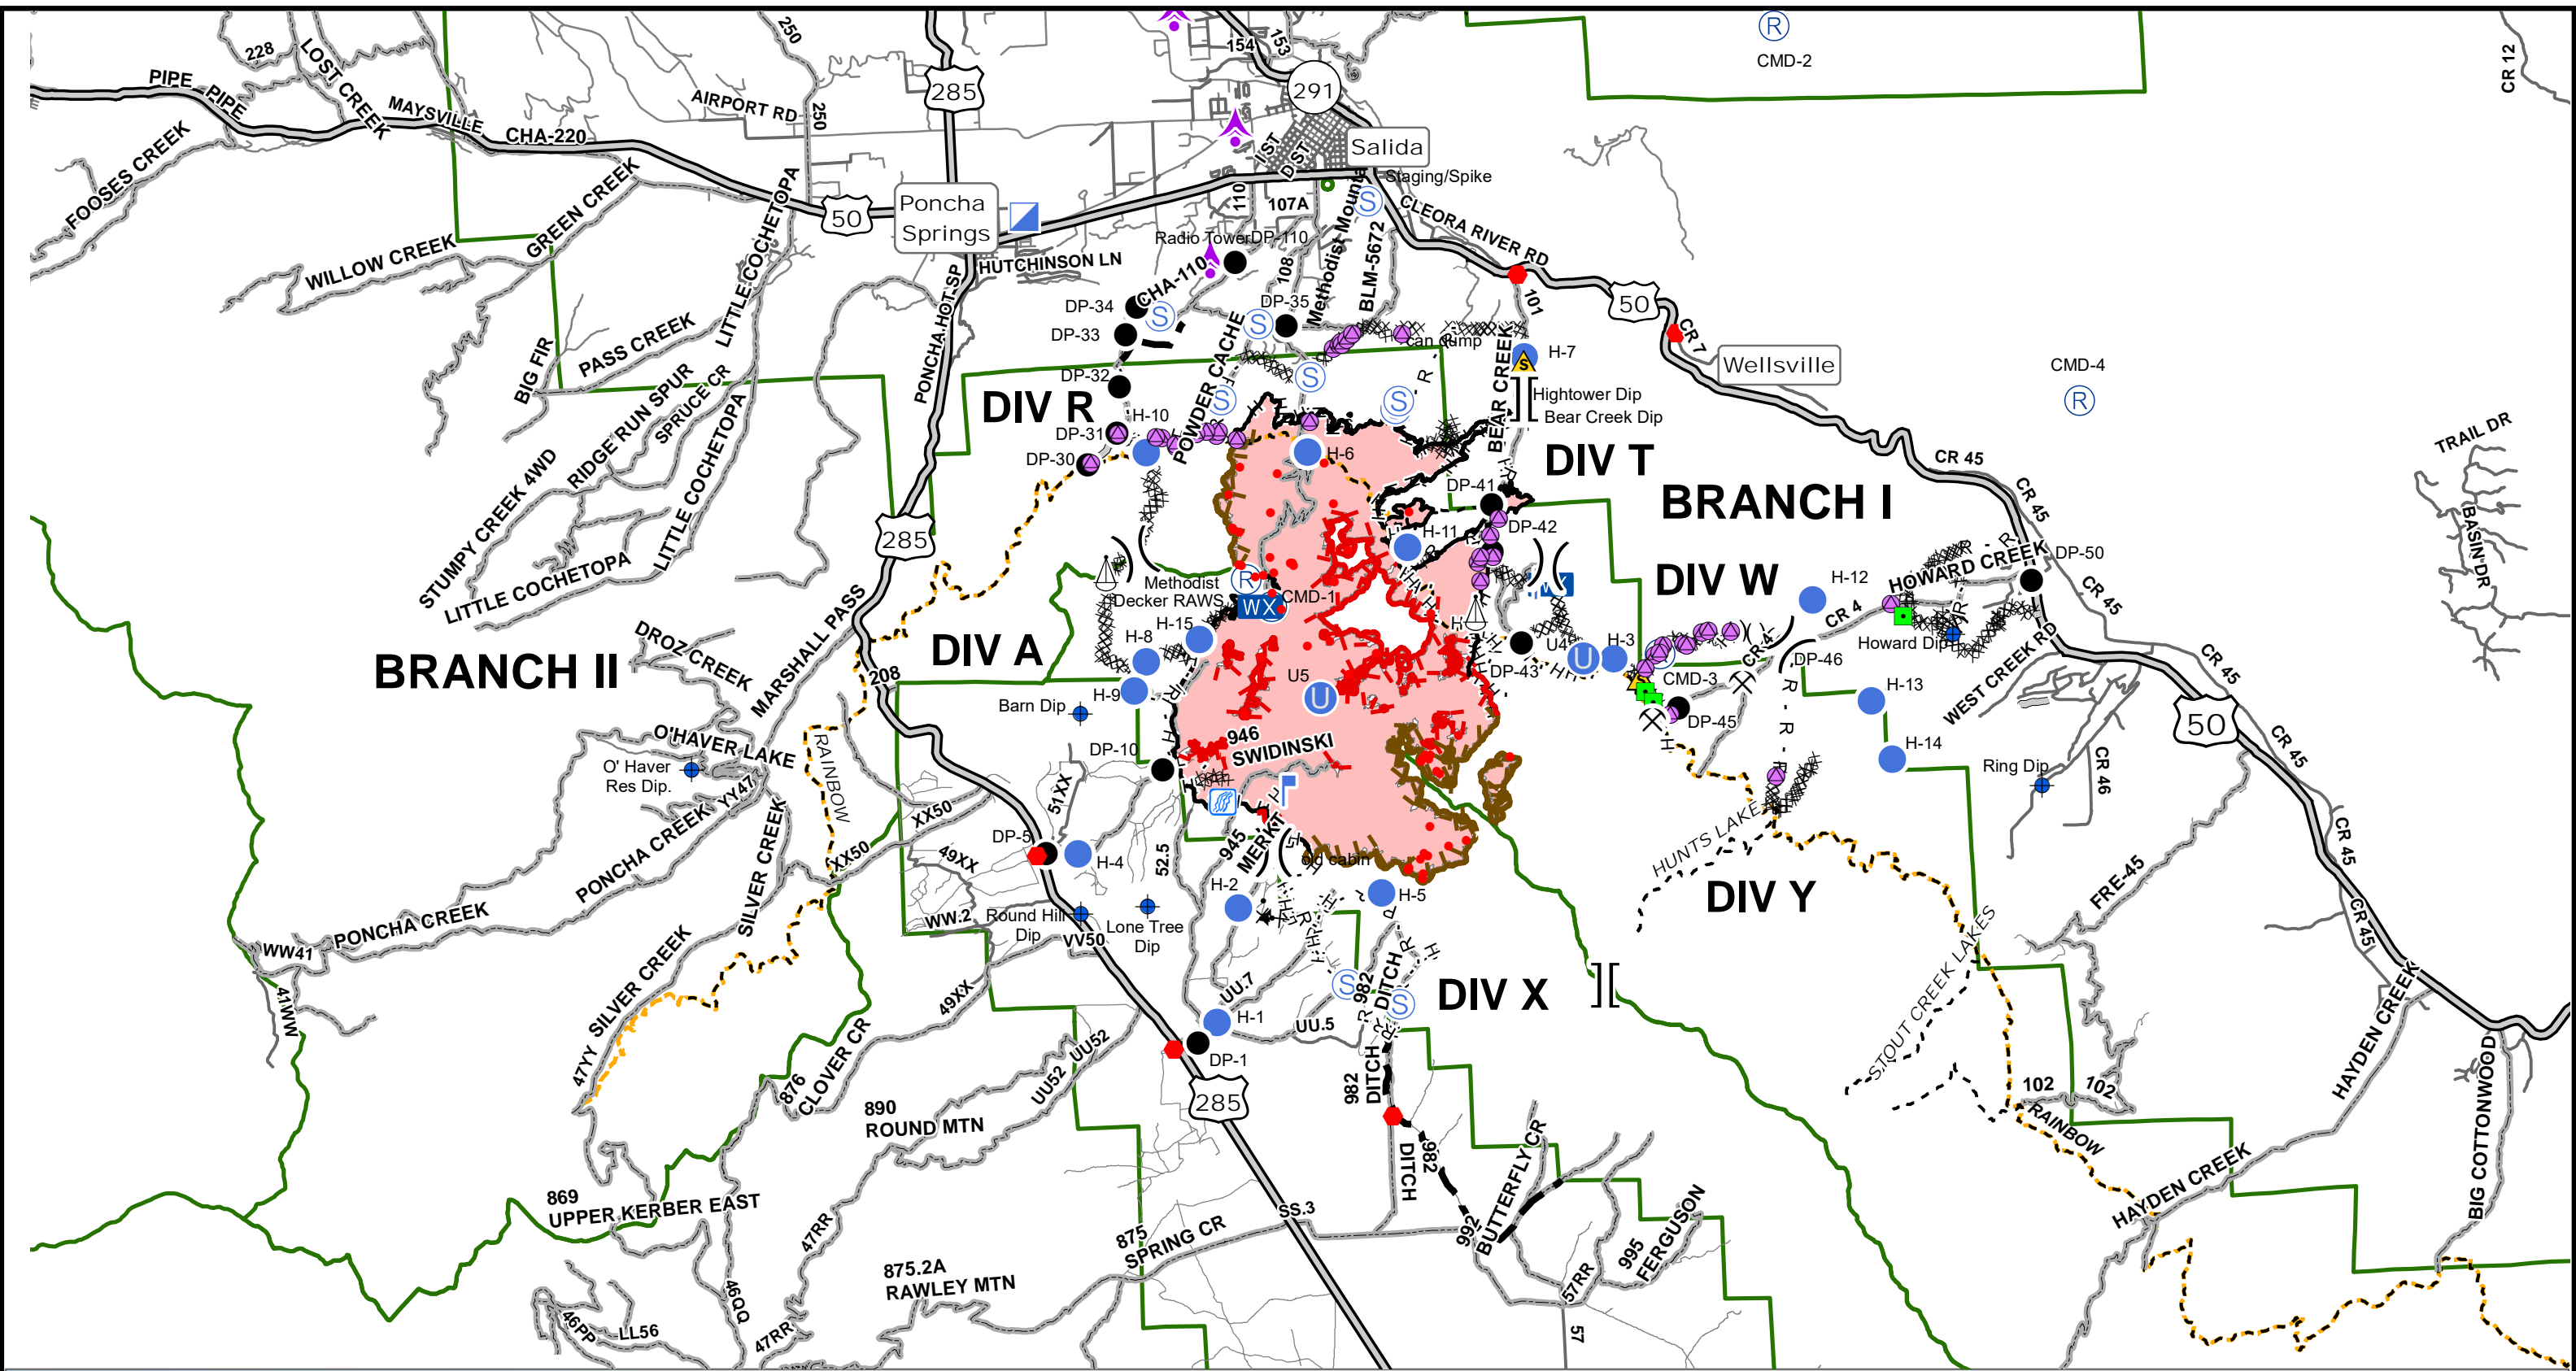 250
154
153
R
CMD-2
228
LOST CREEK
PIPE
PIPE
285
291
CR 12
AIRPORT RD
250
MAYSVILLE
CHA-220
FOOSES CREEK
GREEN CREEK
IST
DST
Salida
Staging/Spike
S
LITTLE COCHETOPA
50
Poncha
Springs
110
107A
CLEORA RIVER RD
WILLOW CREEK
Radio Tower
DP-110
HUTCHINSON LN
CHA-110
108
Methodist Mounta
BLM-5672
PONCHA HOT SP
DP-34
S
DP-35
S
101
50
CR 7
DP-33
can dump
BIG FIR
PASS CREEK
H-7
S
Wellsville
CMD-4
R
DP-32
POWDER CACHE
S
S
S
R
BEAR CREEK
Hightower Dip
Bear Creek Dip
RIDGE RUN SPUR
SPRUCE CR
LITTLE COCHETOPA
DIV R
H-10
DP-31
DP-30
H-6
DIV T
TRAIL DR
CR 45
STUMPY CREEK 4WD
DP-41
BRANCH I
CR 45
BASIN DR
285
DP-42
H-11
LITTLE COCHETOPA
HOWARD CREEK
DP-50
Methodist
R
Decker RAWS
WX
CMD-1
DIV W
H-12
CR 45
DROZ CREEK
MARSHALL PASS
H-15
H-8
DIV A
U4
DP-43
H-3
CR 4
CR 4
Howard Dip
DP-46
BRANCH II
208
H-9
U5
U
U
CMD-3
H-13
WEST CREEK RD
CR 45
Barn Dip
DP-45
50
O'HAVER LAKE
O' Haver
Res Dip.
RAINBOW
DP-10
946
SWIDINSKI
H-14
Ring Dip
CR 46
CR 45
YY47
51XX
XX50
PONCHA CREEK
SILVER CREEK
XX50
DP-5
H-4
49XX
52.5
945
MERKT
old cabin
HUNTS LAKE
CR 45
DIV Y
FRE-45
H-2
H-5
WW.2
Round Hill
Dip
Lone Tree
Dip
VV50
WW41
PONCHA CREEK
CR 45
41WW
SILVER CREEK
47YY
49XX
UU.7
S
S
982
DITCH
DIV X
STOUT CREEK LAKES
HAYDEN CREEK
H-1
UU.5
DP-1
876
CLOVER CR
UU52
UU52
285
982
DITCH
102
102
RAINBOW
890
ROUND MTN
982
DITCH
BUTTERFLY CR
HAYDEN CREEK
BIG COTTONWOOD
869
UPPER KERBER EAST
47RR
875
SPRING CR
SS.3
992
995
FERGUSON
875.2A
RAWLEY MTN
46QQ
57RR
46PP
LL56
47RR
57